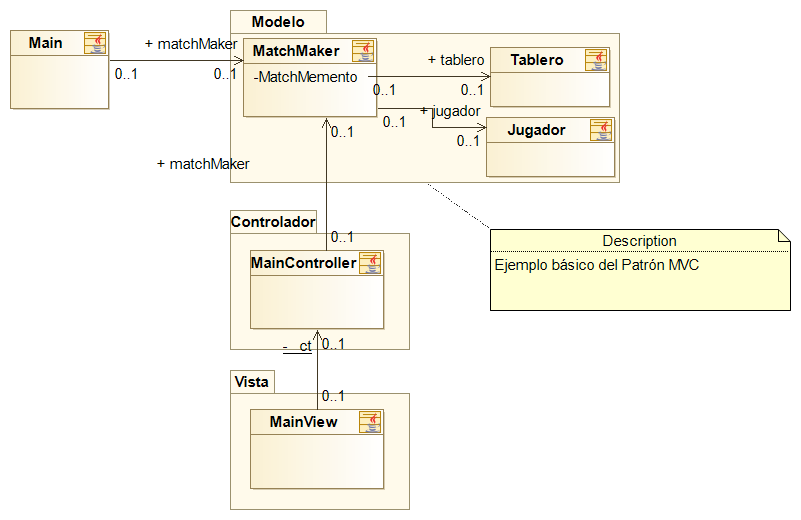 Modelo
Main
+ matchMaker
MatchMaker
-MatchMemento
0..1
0..1
+ tablero
Tablero
0..1
0..1
+ jugador
Jugador
0..1
0..1
0..1
+ matchMaker
Controlador
0..1
MainController
Description
Ejemplo básico del Patrón MVC
- ct
0..1
Vista
0..1
MainView